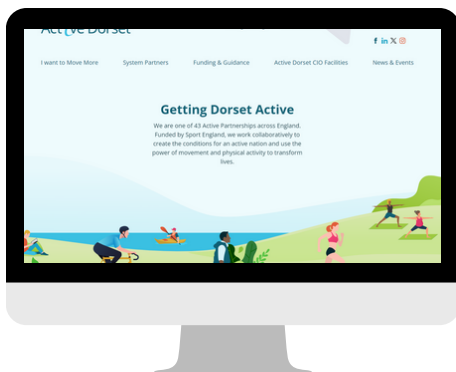 Active Dorset
I want to Move More System Partners Funding & Guidance Active Dorset CIO Facilities News & Events
Getting Dorset Active
We are one of 43 Active Partnerships across England.
Funded by Sport England, we work collaboratively to
create the conditions for an active nation and use the
power of movement and physical activity to transform
lives.